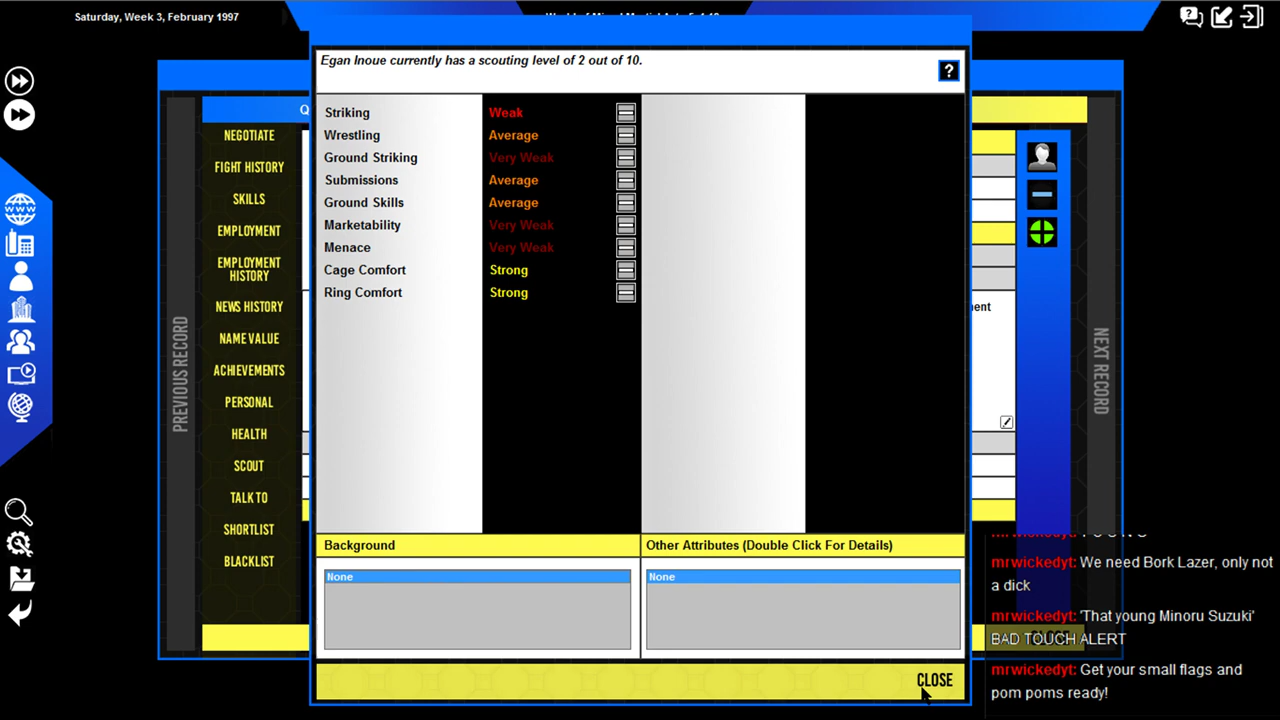 Saturday, Week 3, February 1997
Egan Inoue currently has a scouting level of 2 out of 10.
?
Striking Weak
Wrestling Average
Ground Striking Very Weak
Submissions Average
Ground Skills Average
Marketability Very Weak
Menace Very Weak
Cage Comfort Strong
Ring Comfort Strong
Background
None
Other Attributes (Double Click For Details)
None
CLOSE
PREVIOUS RECORD
NEGOTIATE
FIGHT HISTORY
SKILLS
EMPLOYMENT
EMPLOYMENT
HISTORY
NEWS HISTORY
NAME VALUE
ACHIEVEMENTS
PERSONAL
HEALTH
SCOUT
TALK TO
SHORTLIST
BLACKLIST
NEXT RECORD
mrwickedyt: We need Bork Lazer, only not
a dick
mrwickedyt: 'That young Minoru Suzuki'
BAD TOUCH ALERT
mrwickedyt: Get your small flags and
pom poms ready!